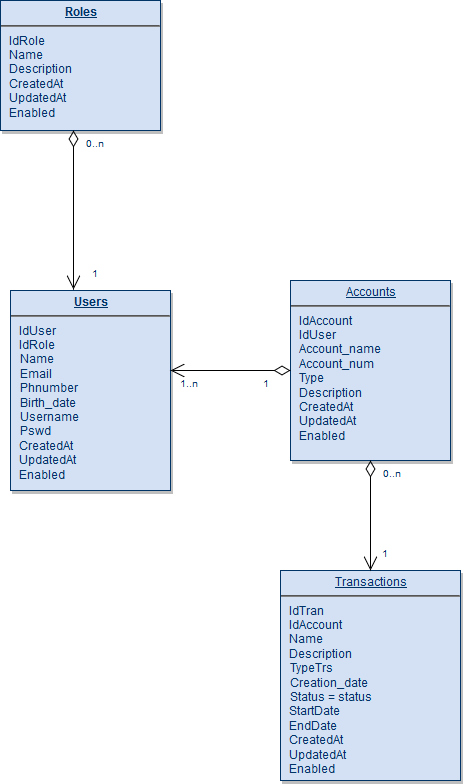 Roles
IdRole
Name
Description
CreatedAt
UpdatedAt
Enabled
0..n
1
Users
IdUser
IdRole
Name
Email
Phnumber
Birth_date
Username
Pswd
CreatedAt
UpdatedAt
Enabled
1..n
1
Accounts
IdAccount
IdUser
Account_name
Account_num
Type
Description
CreatedAt
UpdatedAt
Enabled
0..n
1
Transactions
IdTran
IdAccount
Name
Description
TypeTrs
Creation_date
Status = status
StartDate
EndDate
CreatedAt
UpdatedAt
Enabled